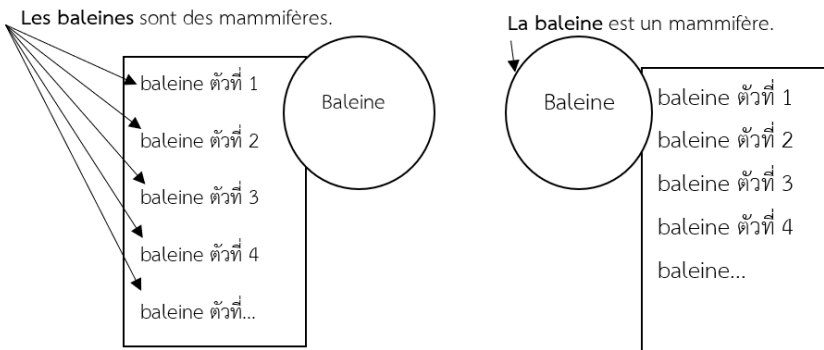 Les baleines sont des mammifères.
baleine ตัวที่ 1
baleine ตัวที่ 2
baleine ตัวที่ 3
baleine ตัวที่ 4
baleine ตัวที่...
Baleine
La baleine est un mammifère.
Baleine
baleine ตัวที่ 1
baleine ตัวที่ 2
baleine ตัวที่ 3
baleine ตัวที่ 4
baleine...